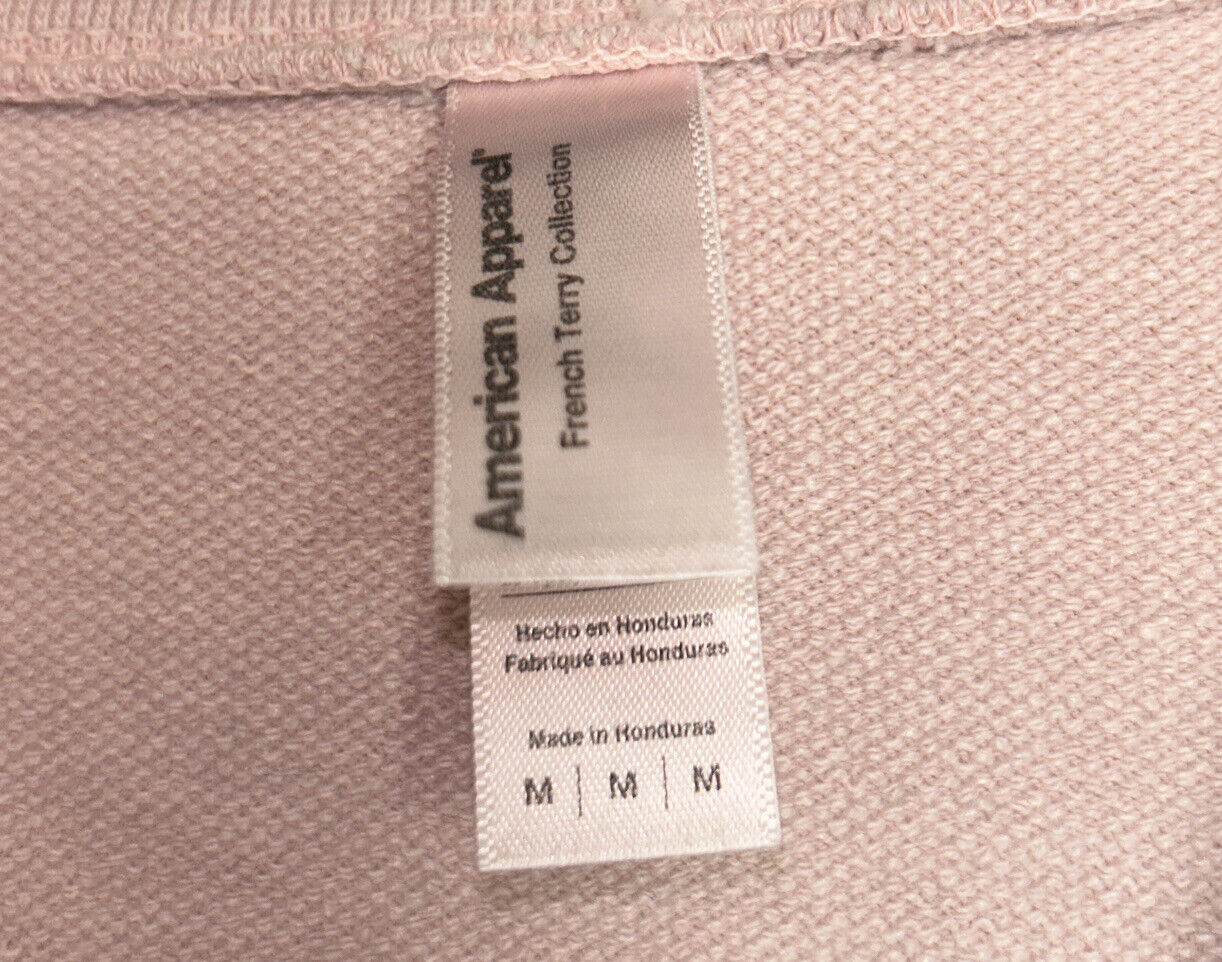 American Apparel®
French Terry Collection
Hecho en Honduras
Fabriqué au Honduras
Made in Honduras
M | M | M